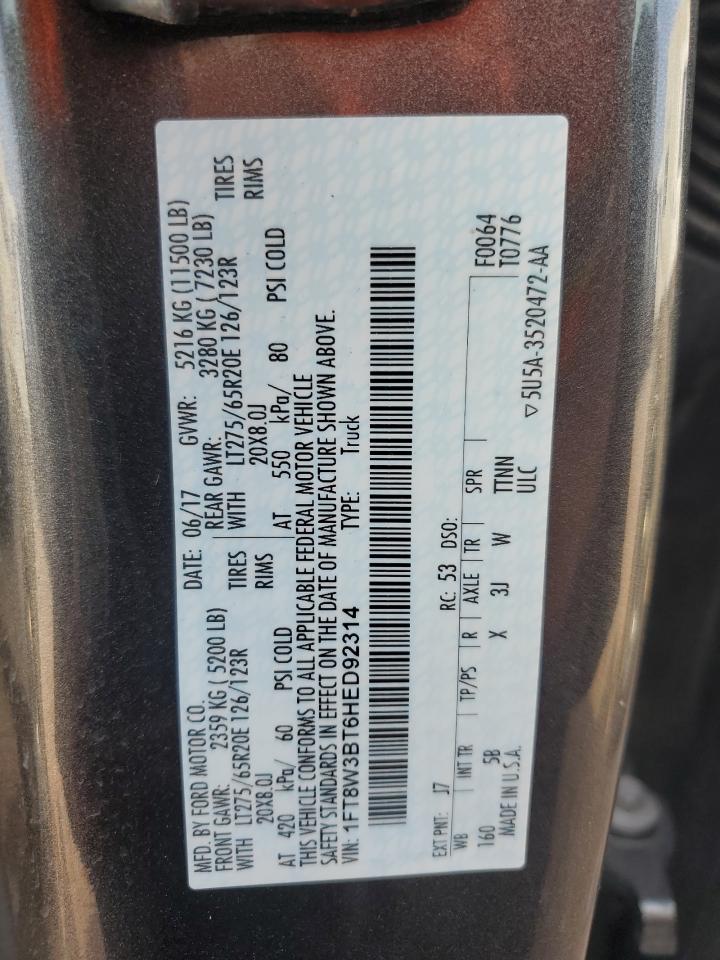 MFD. BY FORD MOTOR CO.
DATE: 06/17 GVWR: 5216 KG (11500 LB)
FRONT GAWR: 2359 KG ( 5200 LB) REAR GAWR: 3280 KG ( 7230 LB)
WITH LT275/65R20E 126/123R TIRES WITH LT275/65R20E 126/123R TIRES
20X8.0J RIMS 20X8.0J RIMS
AT 420 kPa/ 60 PSI COLD AT 550 kPa/ 80 PSI COLD
THIS VEHICLE CONFORMS TO ALL APPLICABLE FEDERAL MOTOR VEHICLE
SAFETY STANDARDS IN EFFECT ON THE DATE OF MANUFACTURE SHOWN ABOVE.
VIN: 1FT8W3BT6HED92314 TYPE: Truck
EXT PNT: J7 RC: 53 DSO:
WB INT TR TP/PS R AXLE TR SPR F0064
160 5B X 3J W TTNN T0776
MADE IN U.S.A. ULC ▽5U5A-3520472-AA